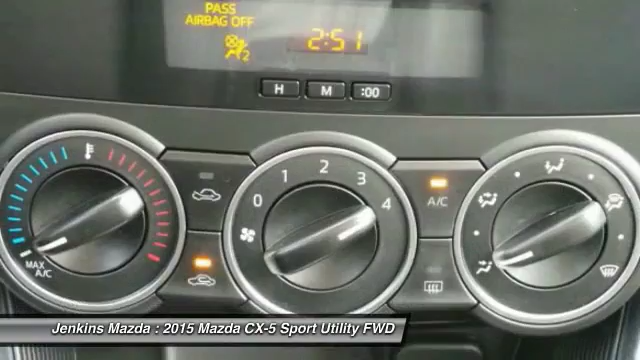 PASS
AIRBAG OFF
2
2:51
H M :00
0 1 2 3 4
A/C
MAX
A/C
Jenkins Mazda : 2015 Mazda CX-5 Sport Utility FWD